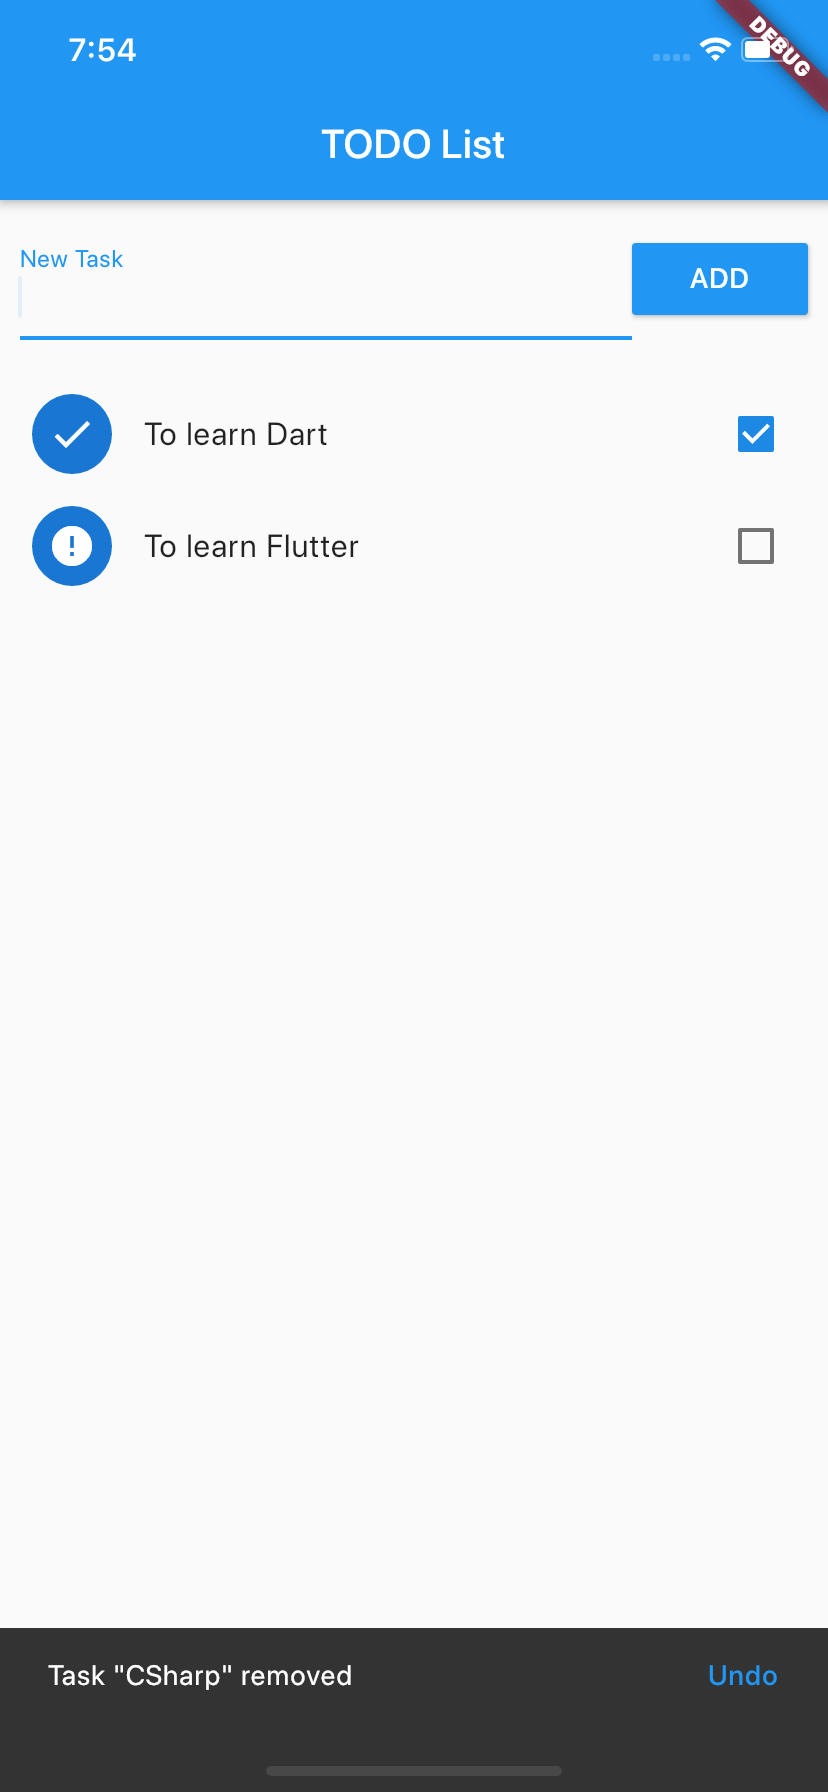 7:54
DEBUG
TODO List
New Task
ADD
To learn Dart
To learn Flutter
Task "CSharp" removed
Undo